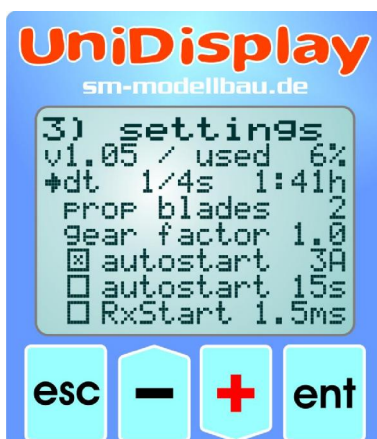 UniDisplay
sm-modellbau.de
3) settings
v1.05 / used 6%
→dt 1/4s 1:41h
prop blades 2
gear factor 1.0
☒ autostart 3A
☐ autostart 15s
☐ RxStart 1.5ms
esc − + ent